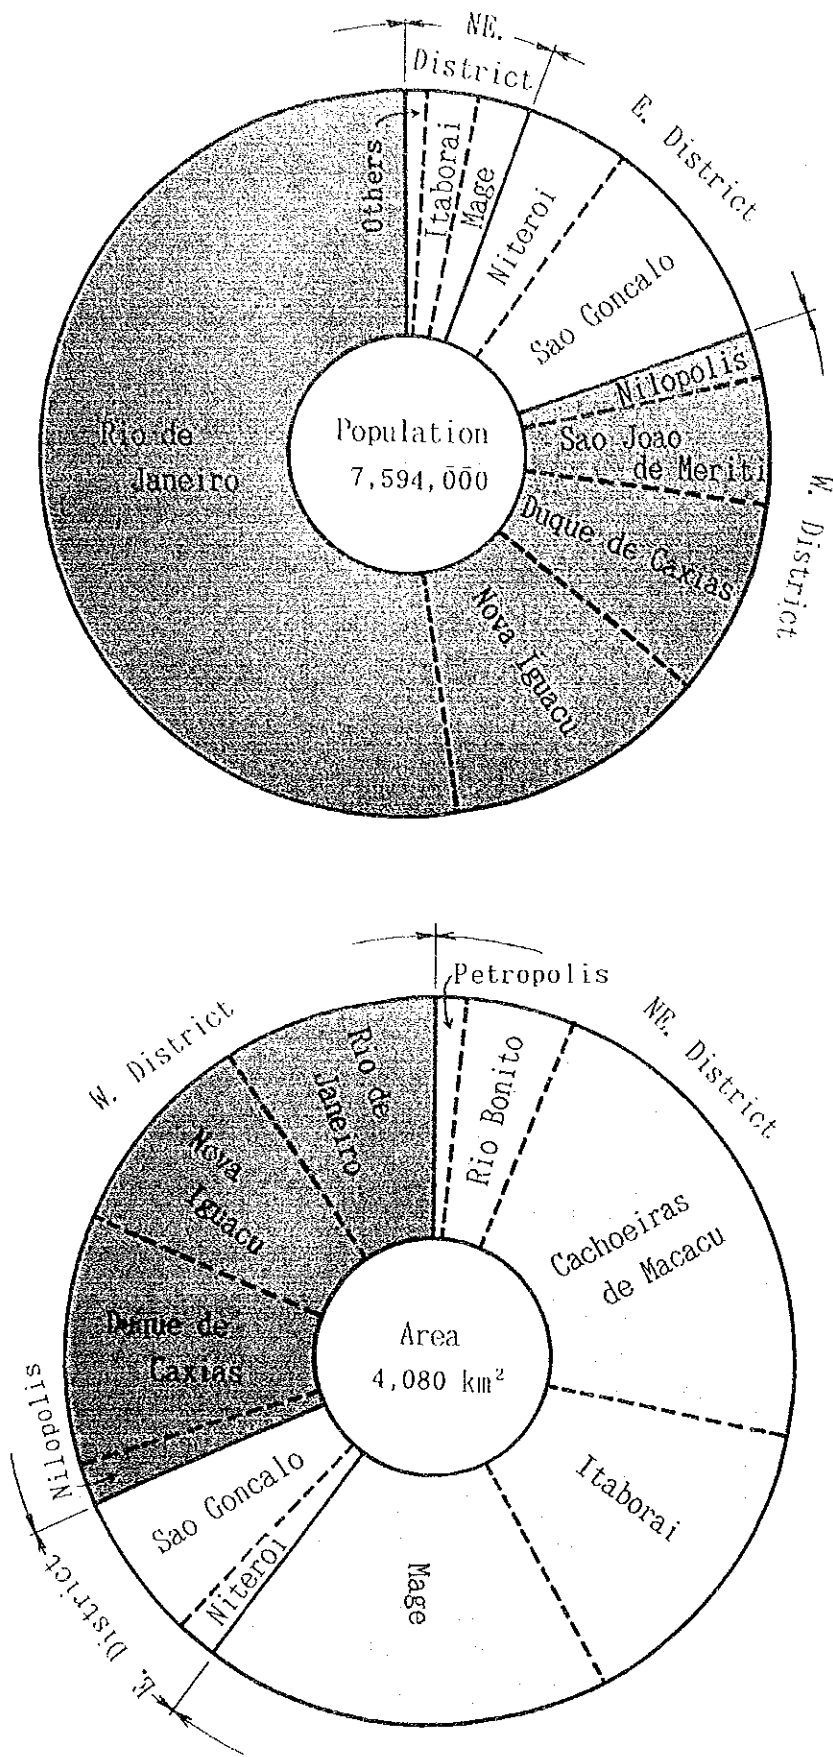 NE.
District
E. District
Others
Itaborai
Mage
Niteroi
Sao Goncalo
Nilopolis
Sao Joao
de Meriti
Duque de Caxias
W. District
Nova Iguacu
Rio de
Janeiro
Population
7,594,000
Petropolis
NE. District
W. District
Rio de
Janeiro
Rio Bonito
Nova
Iguacu
Cachoeiras
de Macacu
Duque de
Caxias
Area
4,080 km²
Nilopolis
Sao Goncalo
Itaborai
Niteroi
Mage
E. District